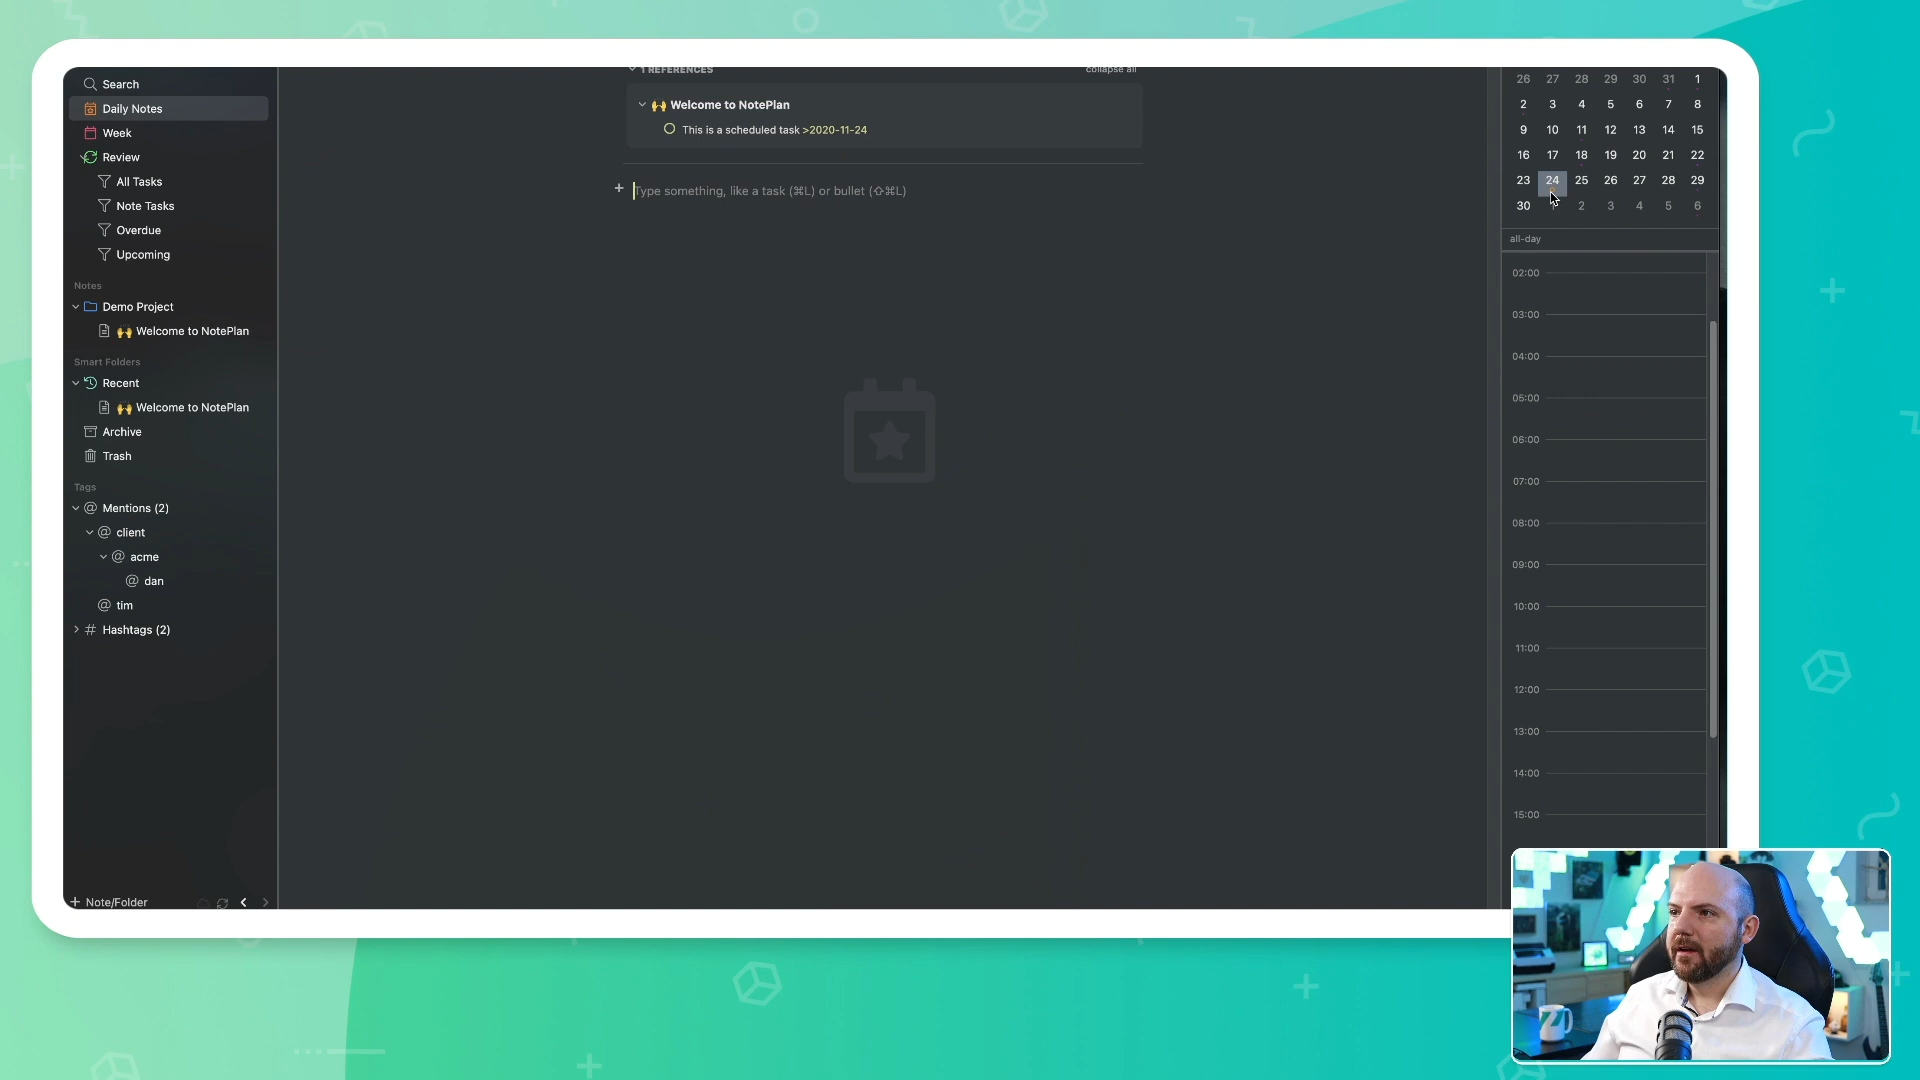 Search
Daily Notes
Week
Review
All Tasks
Note Tasks
Overdue
Upcoming
Notes
Demo Project
🙌 Welcome to NotePlan
Smart Folders
Recent
🙌 Welcome to NotePlan
Archive
Trash
Tags
Mentions (2)
@ client
@ acme
@ dan
@ tim
# Hashtags (2)
+ Note/Folder
1 REFERENCES
collapse all
🙌 Welcome to NotePlan
This is a scheduled task >2020-11-24
+ Type something, like a task (⌘L) or bullet (⇧⌘L)
26 27 28 29 30 31 1
2 3 4 5 6 7 8
9 10 11 12 13 14 15
16 17 18 19 20 21 22
23 24 25 26 27 28 29
30 2 3 4 5 6
all-day
02:00
03:00
04:00
05:00
06:00
07:00
08:00
09:00
10:00
11:00
12:00
13:00
14:00
15:00